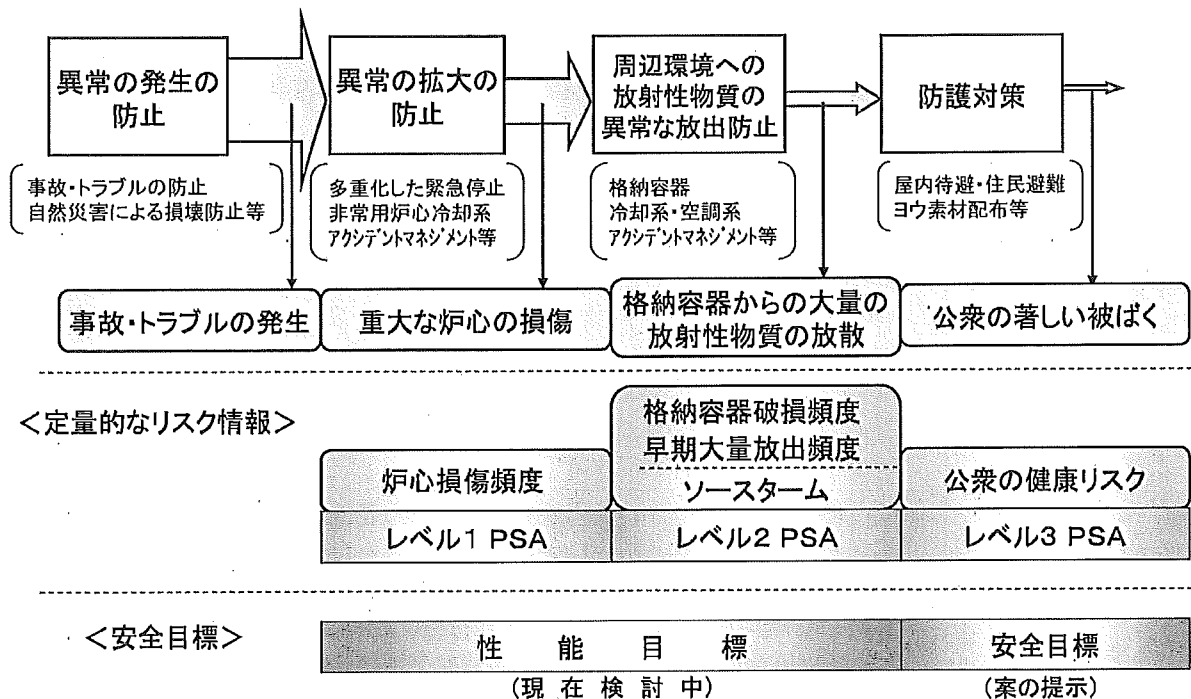 異常の発生の
防止
異常の拡大の
防止
周辺環境への
放射性物質の
異常な放出防止
防護対策
事故・トラブルの防止
自然災害による損壊防止等
多重化した緊急停止
非常用炉心冷却系
アクシデントマネジメント等
格納容器
冷却系・空調系
アクシデントマネジメント等
屋内待避・住民避難
ヨウ素材配布等
事故・トラブルの発生
重大な炉心の損傷
格納容器からの大量の
放射性物質の放散
公衆の著しい被ばく
＜定量的なリスク情報＞
炉心損傷頻度
格納容器破損頻度
早期大量放出頻度
ソースターム
公衆の健康リスク
レベル1 PSA
レベル2 PSA
レベル3 PSA
＜安全目標＞
性能目標
安全目標
(現在検討中)
(案の提示)